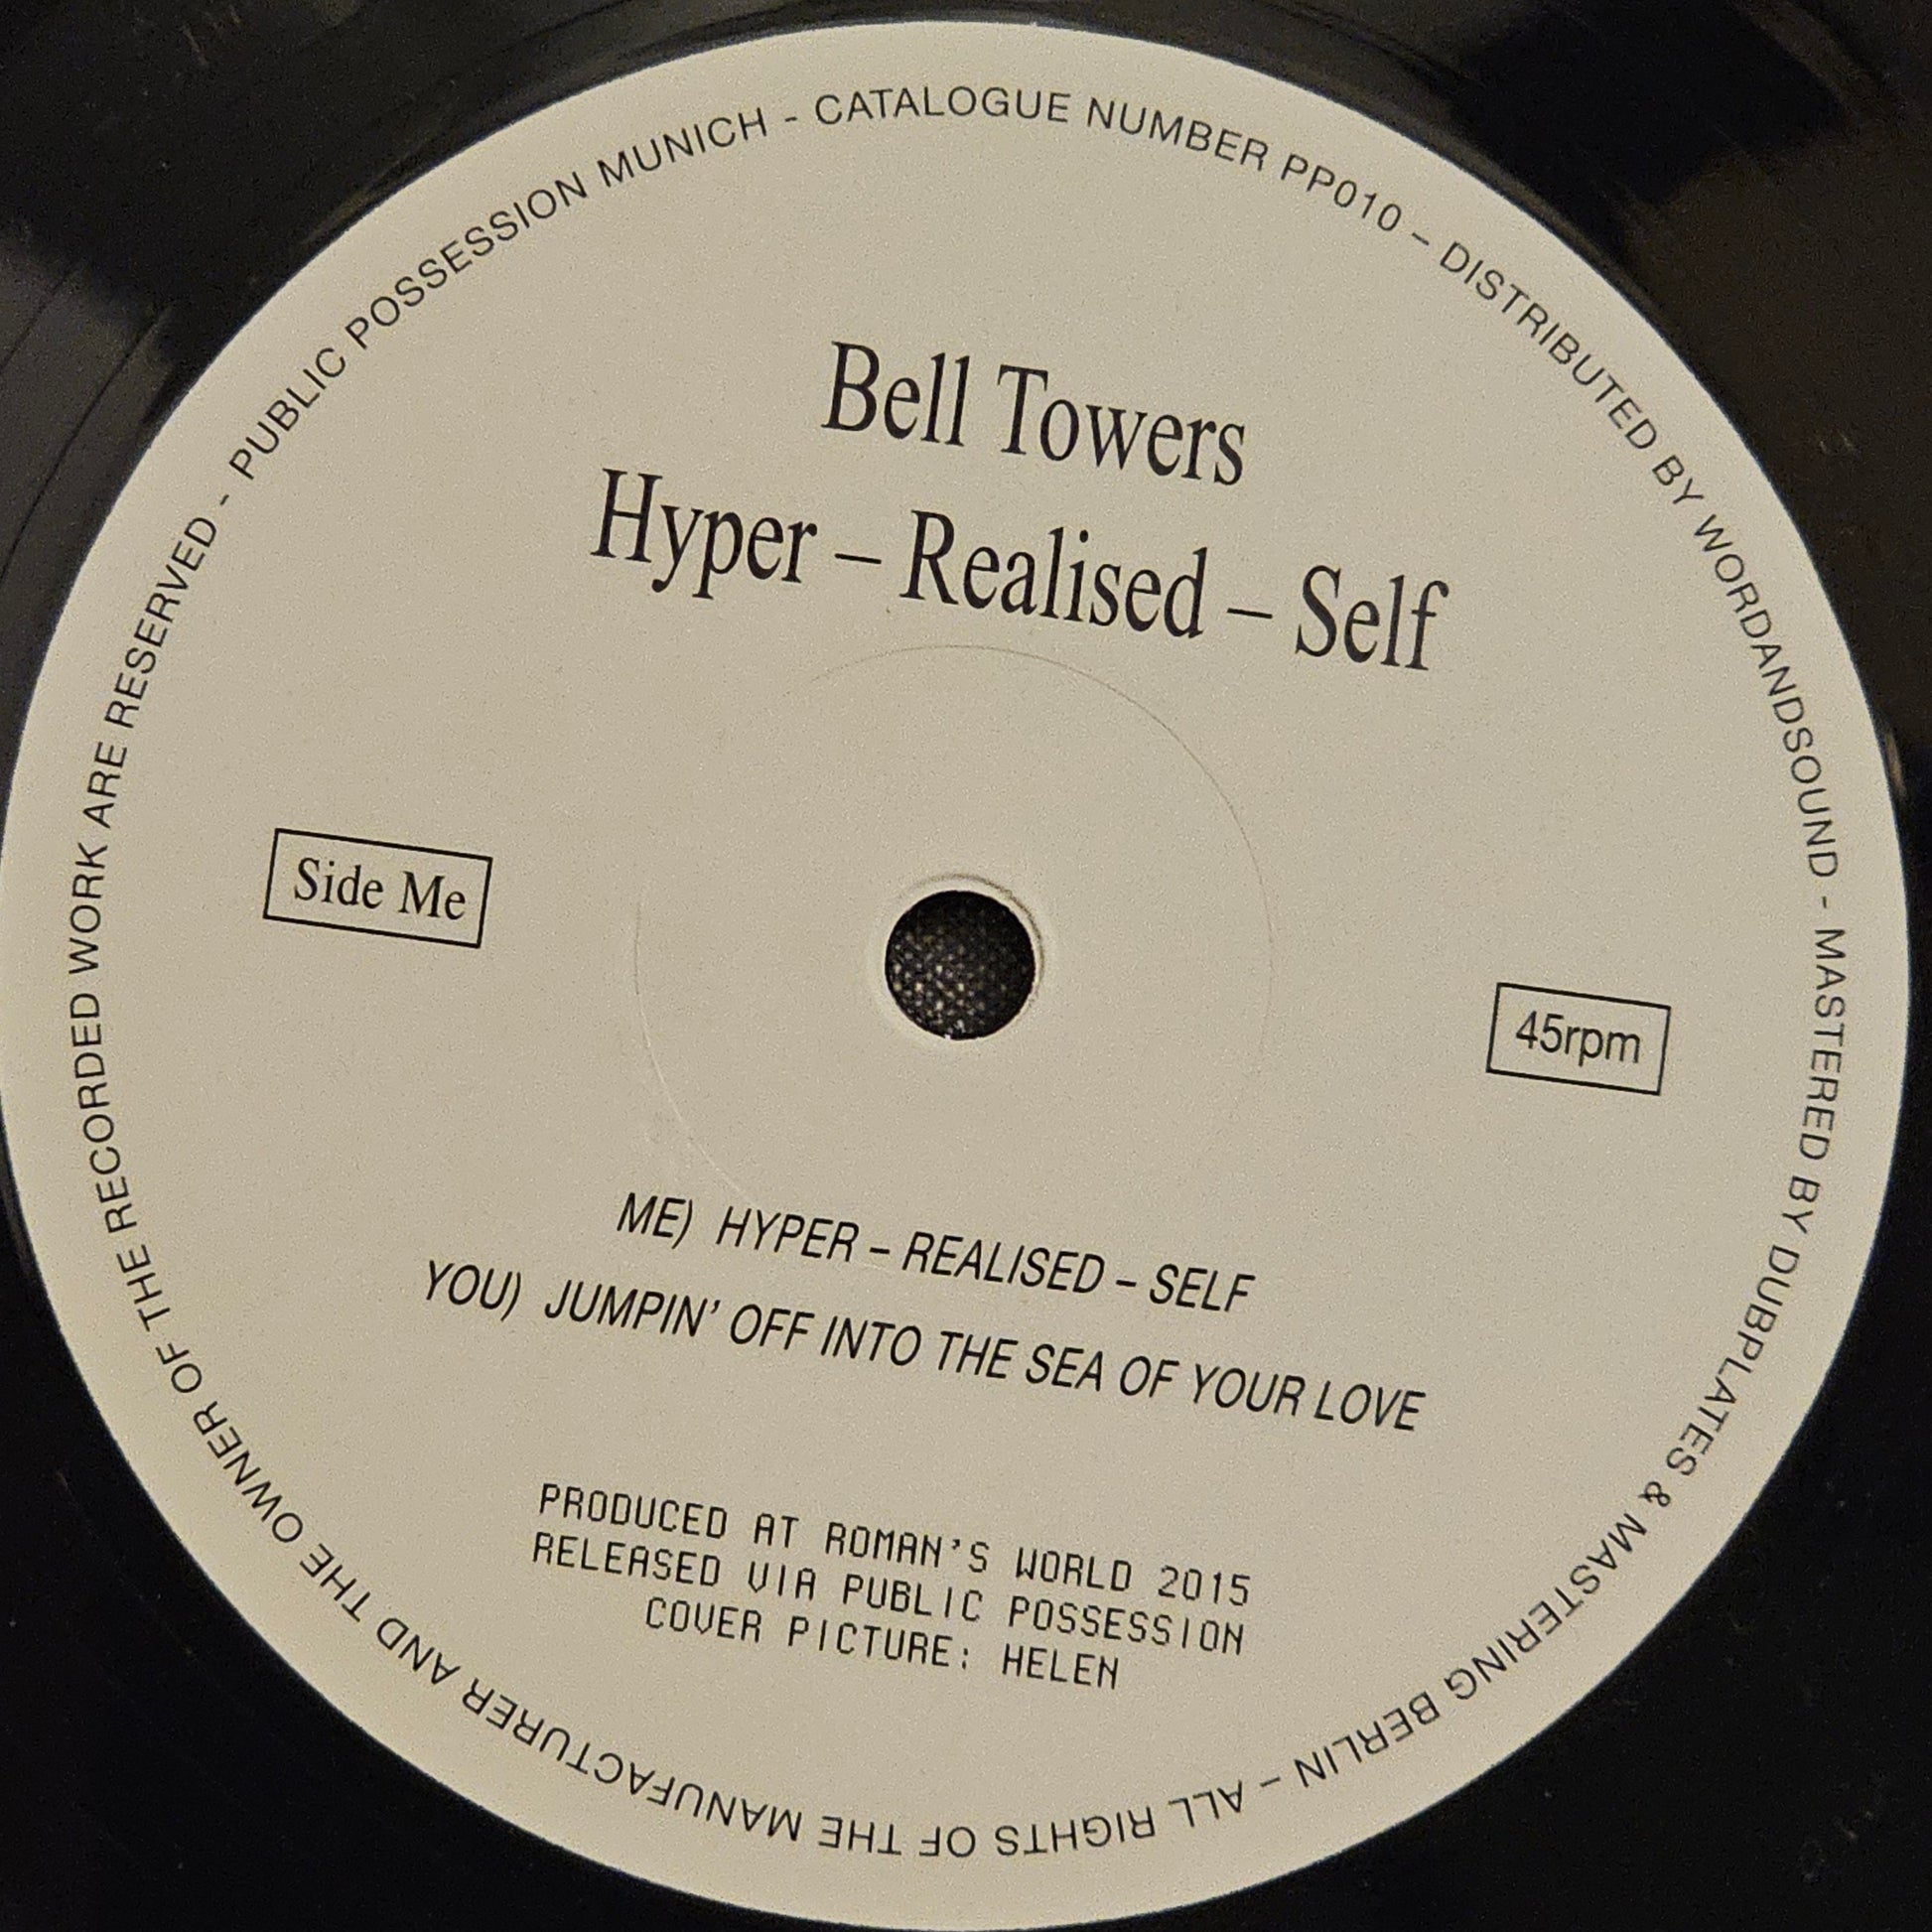 PUBLIC POSSESSION MUNICH - CATALOGUE NUMBER PP010 – DISTRIBUTED BY WORDANDSOUND - MASTERED BY DUBPLATES & MASTERING BERLIN – ALL RIGHTS OF THE MANUFACTURER AND THE OWNER OF THE RECORDED WORK ARE RESERVED -
Bell Towers
Hyper – Realised – Self
Side Me
45rpm
ME) HYPER – REALISED – SELF
YOU) JUMPIN' OFF INTO THE SEA OF YOUR LOVE
PRODUCED AT ROMAN'S WORLD 2015
RELEASED VIA PUBLIC POSSESSION
COVER PICTURE: HELEN